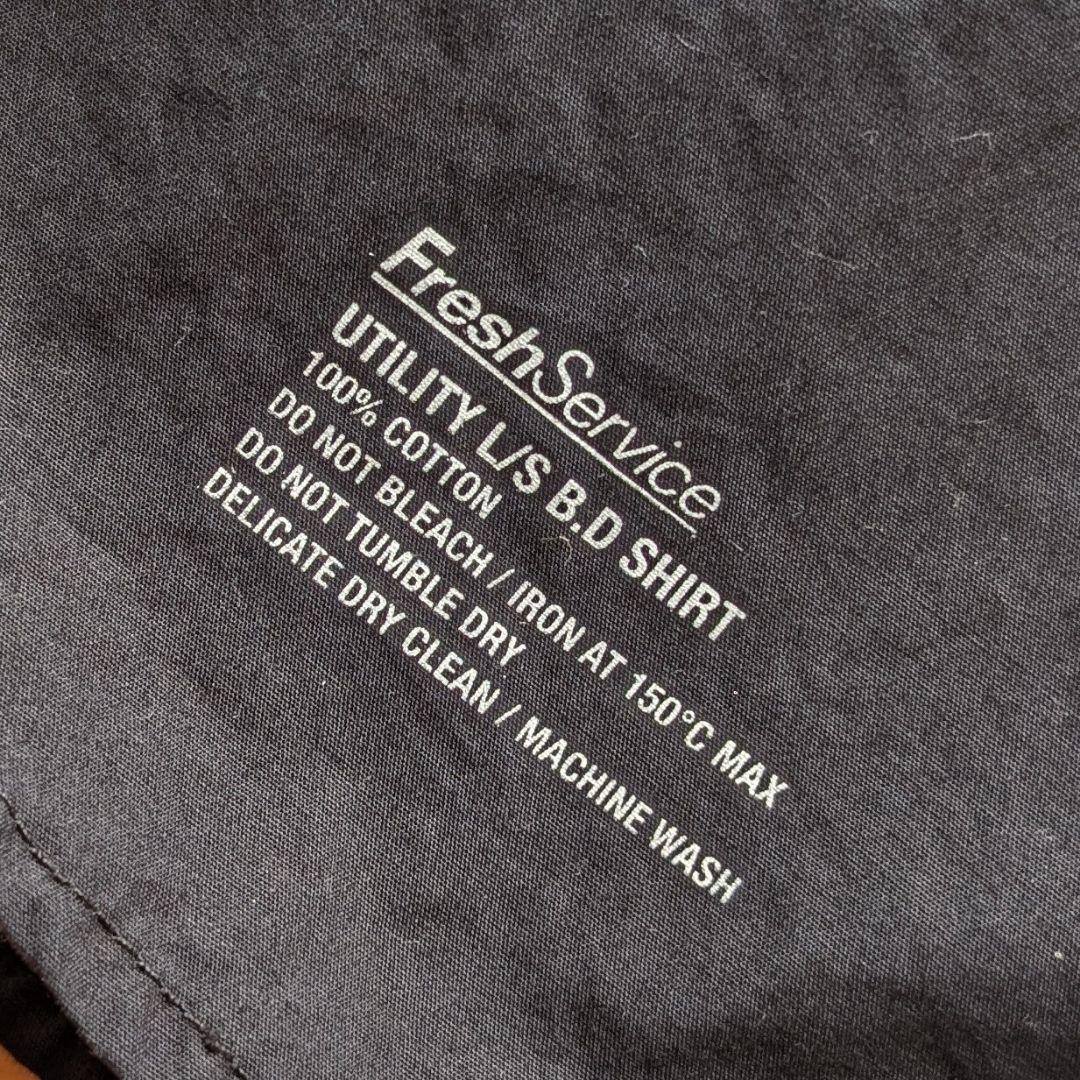 FreshService
UTILITY L/S B.D SHIRT
100% COTTON
DO NOT BLEACH / IRON AT 150°C MAX
DO NOT TUMBLE DRY
DELICATE DRY CLEAN / MACHINE WASH